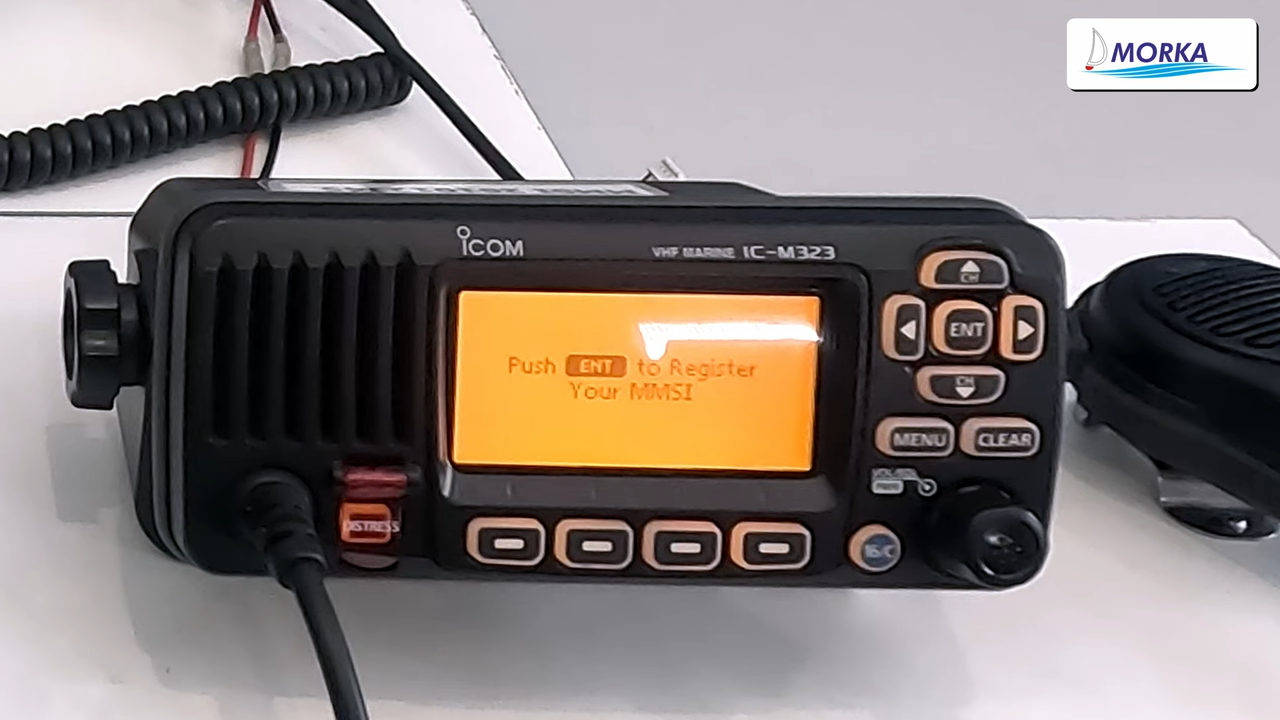 MORKA
ICOM
VHF MARINE IC-M323
Push ENT to Register
Your MMSI
CH
ENT
CH
MENU
CLEAR
DISTRESS
16/C